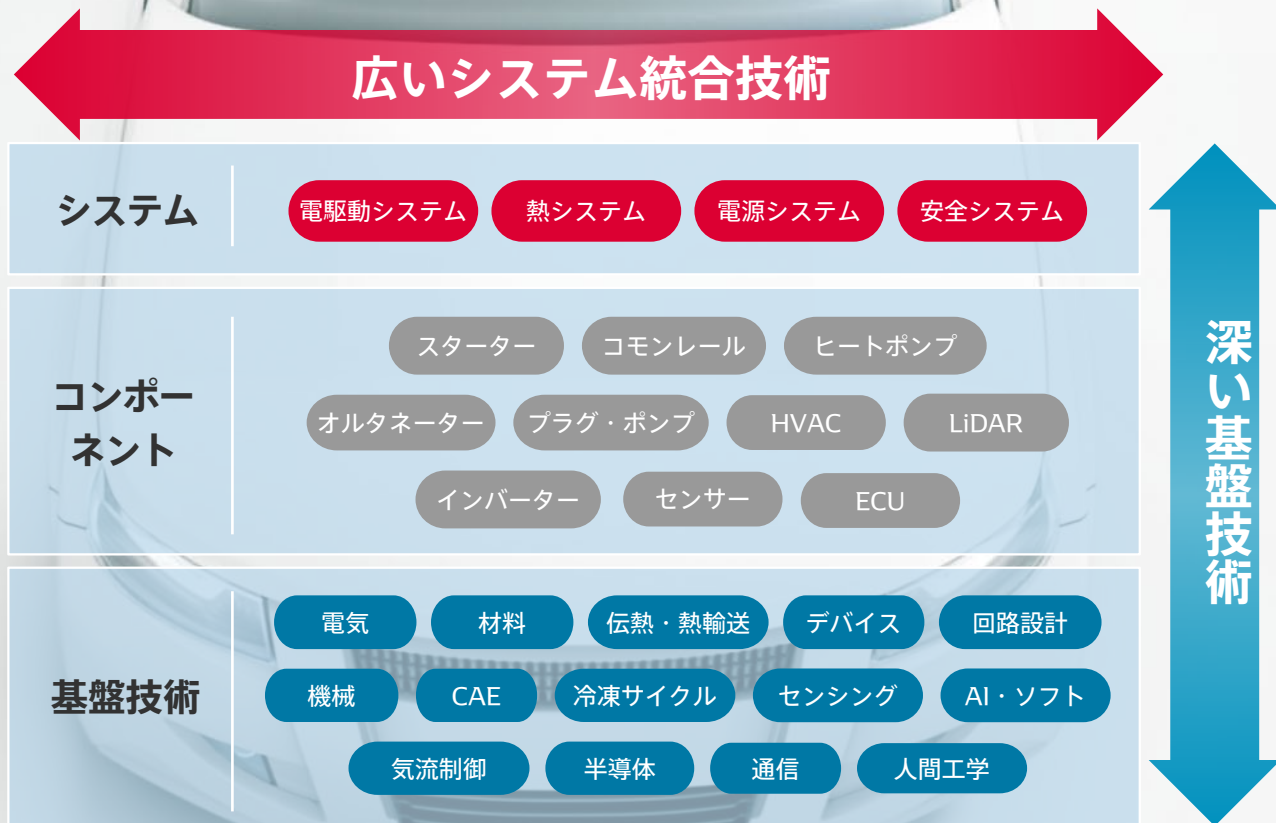 広いシステム統合技術
システム
電駆動システム 熱システム 電源システム 安全システム
コンポー
ネント
スターター コモンレール ヒートポンプ
オルタネーター プラグ・ポンプ HVAC LiDAR
インバーター センサー ECU
基盤技術
電気 材料 伝熱・熱輸送 デバイス 回路設計
機械 CAE 冷凍サイクル センシング AI・ソフト
気流制御 半導体 通信 人間工学
深い基盤技術